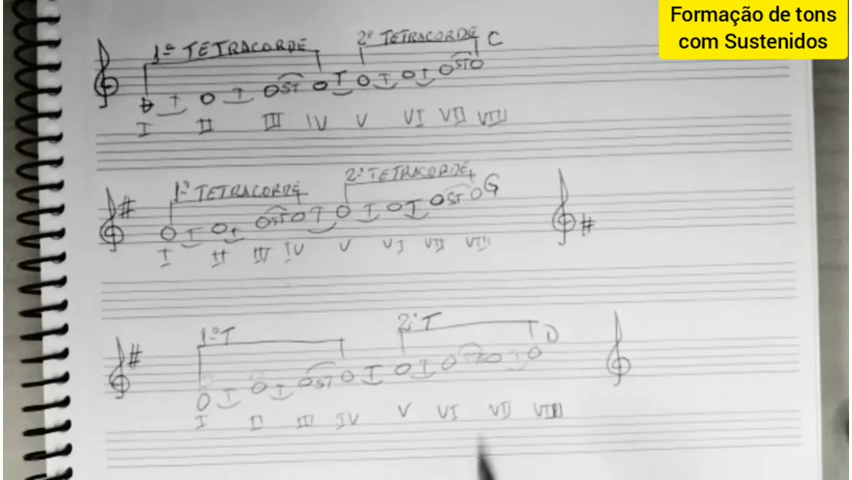 Formação de tons
com Sustenidos
1º TETRACORDE 2º TETRACORDE C
T T ST T T T ST
I II III IV V VI VII VIII
# 1º TETRACORDE 2º TETRACORDE G
T T ST T T T ST
I II III IV V VI VII VIII
#
# 1º T 2º T D
T T ST T T ST T
I II III IV V VI VII VIII